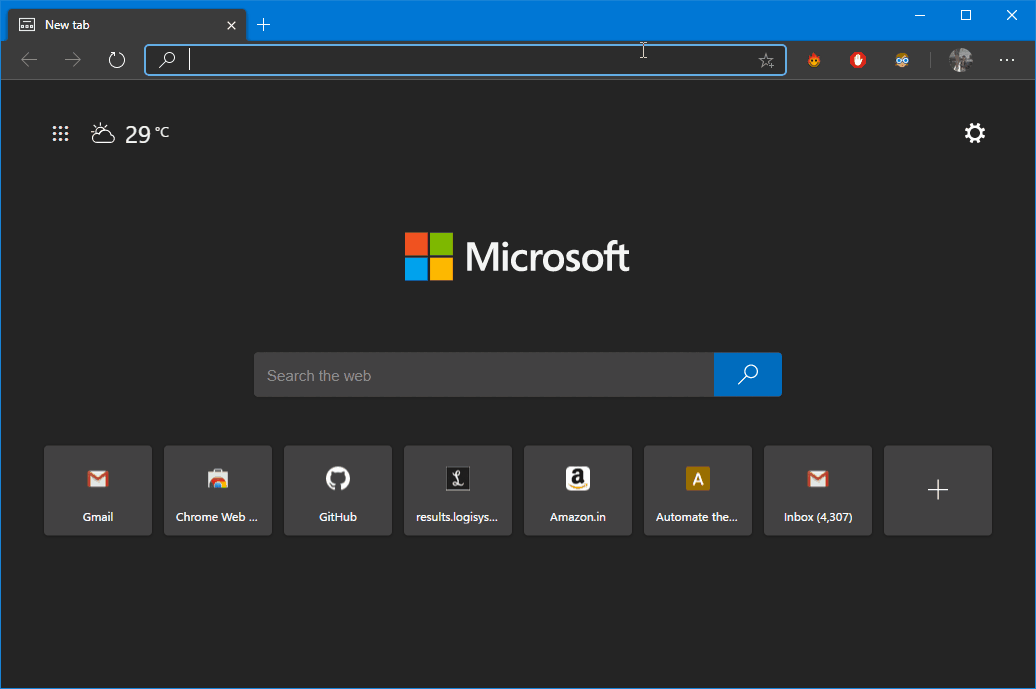 New tab
29 °C
Microsoft
Search the web
Gmail
Chrome Web ...
GitHub
results.logisys...
Amazon.in
Automate the...
Inbox (4,307)